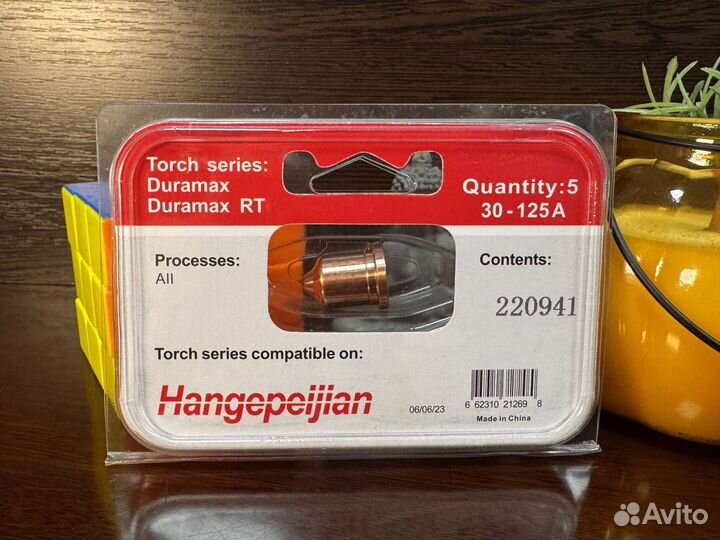 Torch series:
Duramax
Duramax RT
Quantity:5
30-125A
Processes:
All
Contents:
220941
Torch series compatible on:
Hangepeijian
06/06/23
6 62310 21269 8
Made in China
Avito